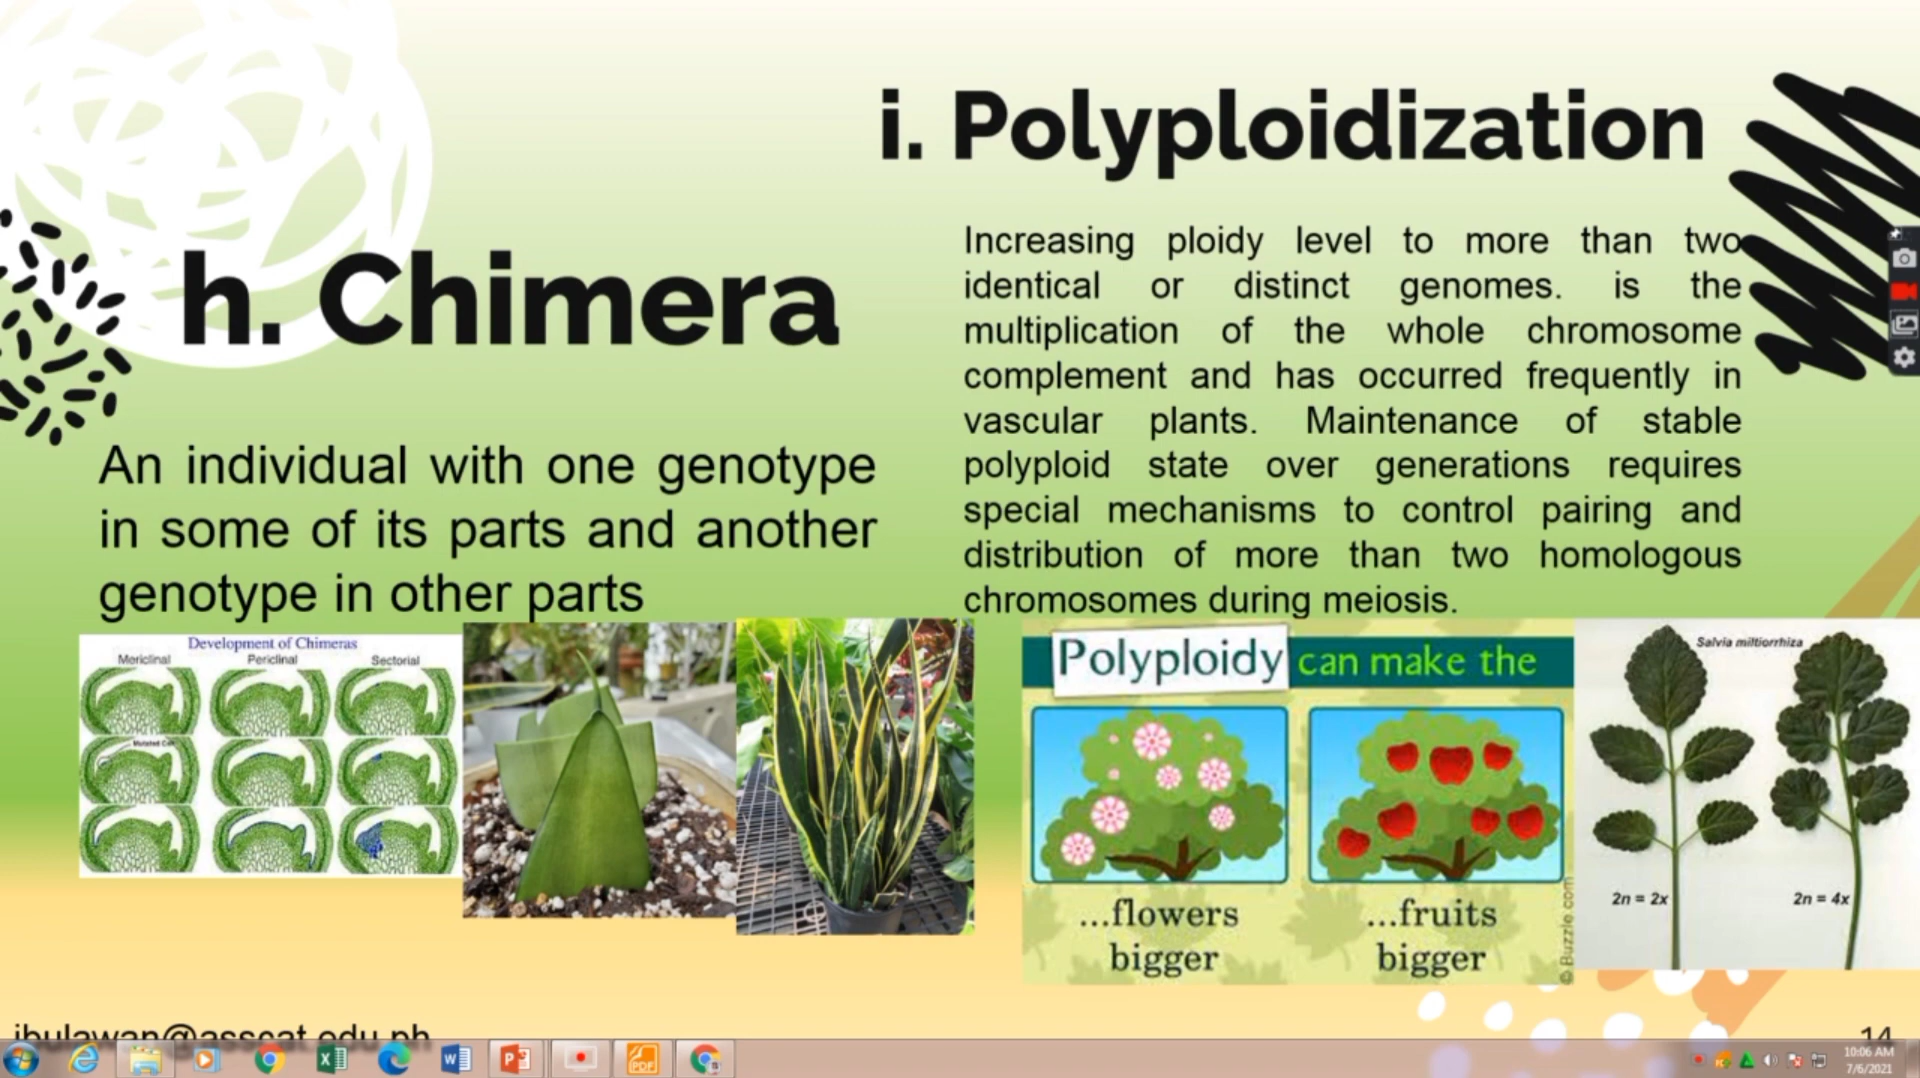 h. Chimera
An individual with one genotype
in some of its parts and another
genotype in other parts
Development of Chimeras
Mericlinal Periclinal Sectorial
Mutated Cell
i. Polyploidization
Increasing ploidy level to more than two
identical or distinct genomes. is the
multiplication of the whole chromosome
complement and has occurred frequently in
vascular plants. Maintenance of stable
polyploid state over generations requires
special mechanisms to control pairing and
distribution of more than two homologous
chromosomes during meiosis.
Polyploidy can make the
...flowers
bigger
...fruits
bigger
© Buzzle.com
Salvia miltiorrhiza
2n = 2x
2n = 4x
14
10:06 AM
7/6/2021